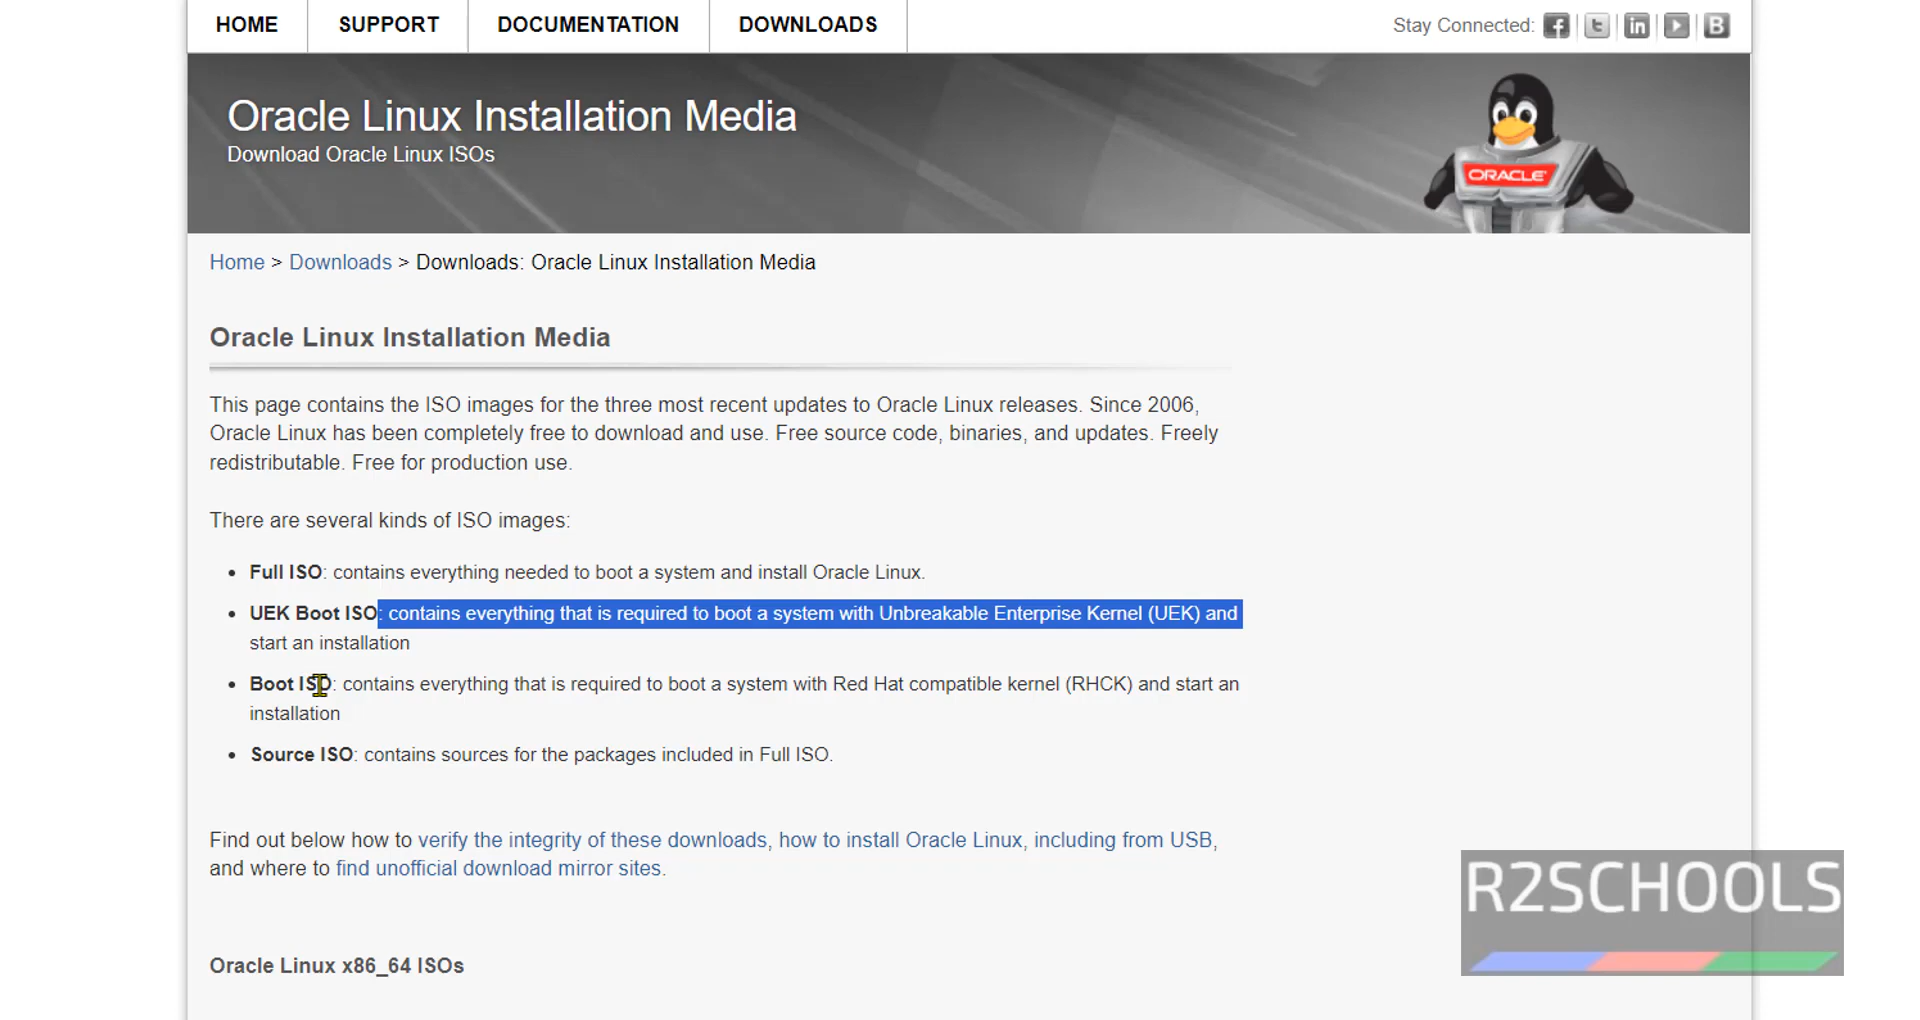 HOME SUPPORT DOCUMENTATION DOWNLOADS Stay Connected:
Oracle Linux Installation Media
Download Oracle Linux ISOs
ORACLE
Home > Downloads > Downloads: Oracle Linux Installation Media
Oracle Linux Installation Media
This page contains the ISO images for the three most recent updates to Oracle Linux releases. Since 2006,
Oracle Linux has been completely free to download and use. Free source code, binaries, and updates. Freely
redistributable. Free for production use.
There are several kinds of ISO images:
• Full ISO: contains everything needed to boot a system and install Oracle Linux.
• UEK Boot ISO: contains everything that is required to boot a system with Unbreakable Enterprise Kernel (UEK) and
start an installation
• Boot ISO: contains everything that is required to boot a system with Red Hat compatible kernel (RHCK) and start an
installation
• Source ISO: contains sources for the packages included in Full ISO.
Find out below how to verify the integrity of these downloads, how to install Oracle Linux, including from USB,
and where to find unofficial download mirror sites.
R2SCHOOLS
Oracle Linux x86_64 ISOs